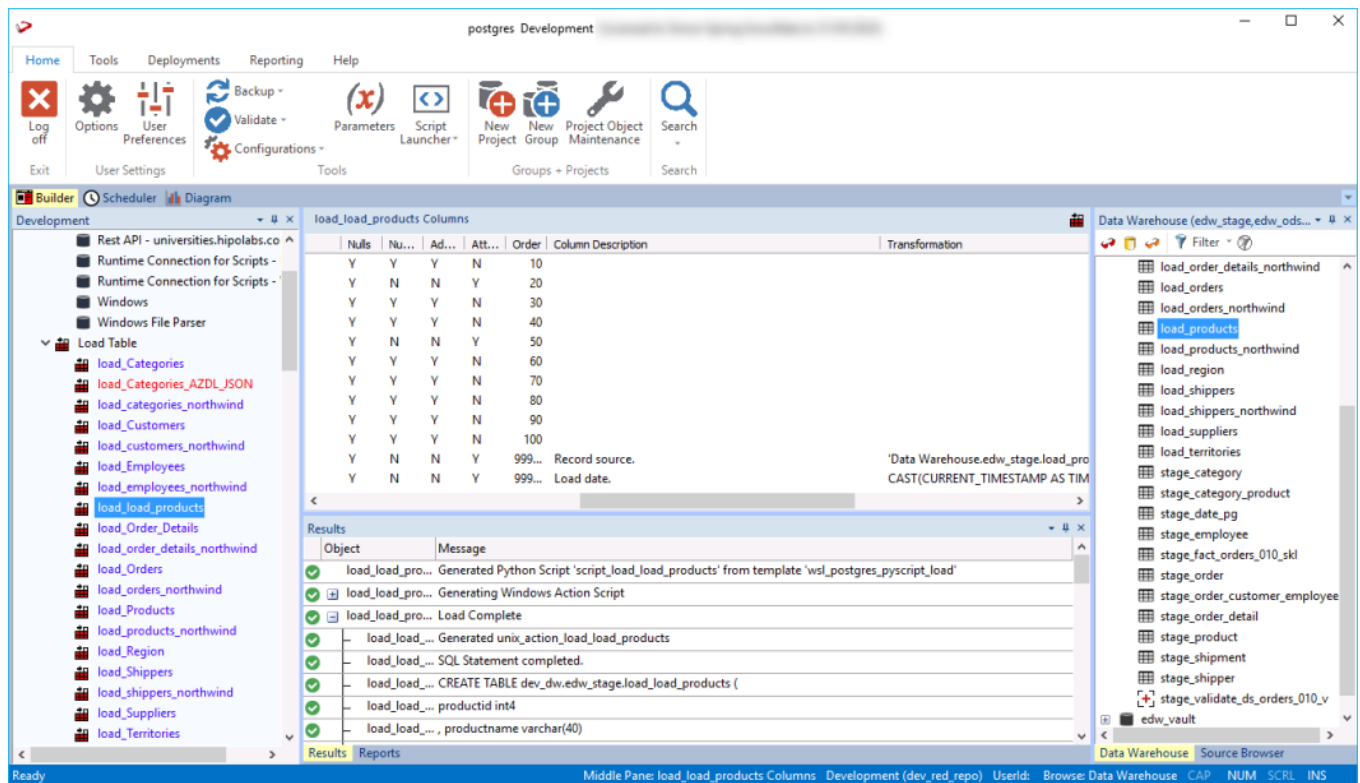 postgres Development
Home Tools Deployments Reporting Help
Log off
Options
User Preferences
Backup
Validate
Configurations
Parameters
Script Launcher
New Project
New Group
Project Object Maintenance
Search
Exit User Settings Tools Groups + Projects Search
Builder Scheduler Diagram
Development
Rest API - universities.hipolabs.co
Runtime Connection for Scripts -
Runtime Connection for Scripts -
Windows
Windows File Parser
Load Table
load_Categories
load_Categories_AZDL_JSON
load_categories_northwind
load_Customers
load_customers_northwind
load_Employees
load_employees_northwind
load_load_products
load_Order_Details
load_order_details_northwind
load_Orders
load_orders_northwind
load_Products
load_products_northwind
load_Region
load_Shippers
load_shippers_northwind
load_Suppliers
load_Territories
load_load_products Columns
Nulls Nu... Ad... Att... Order Column Description Transformation
Y Y Y N 10
Y N N Y 20
Y Y Y N 30
Y Y Y N 40
Y N N Y 50
Y Y Y N 60
Y Y Y N 70
Y Y Y N 80
Y Y Y N 90
Y Y Y N 100
Y N N Y 999... Record source. 'Data Warehouse.edw_stage.load_pro
Y N N Y 999... Load date. CAST(CURRENT_TIMESTAMP AS TIM
Results
Object Message
load_load_pro... Generated Python Script 'script_load_load_products' from template 'wsl_postgres_pyscript_load'
load_load_pro... Generating Windows Action Script
load_load_pro... Load Complete
load_load_... Generated unix_action_load_load_products
load_load_... SQL Statement completed.
load_load_... CREATE TABLE dev_dw.edw_stage.load_load_products (
load_load_... productid int4
load_load_... , productname varchar(40)
Results Reports
Data Warehouse (edw_stage,edw_ods...
Filter
load_order_details_northwind
load_orders
load_orders_northwind
load_products
load_products_northwind
load_region
load_shippers
load_shippers_northwind
load_suppliers
load_territories
stage_category
stage_category_product
stage_date_pg
stage_employee
stage_fact_orders_010_skl
stage_order
stage_order_customer_employee
stage_order_detail
stage_product
stage_shipment
stage_shipper
stage_validate_ds_orders_010_v
edw_vault
Data Warehouse Source Browser
Ready Middle Pane: load_load_products Columns Development (dev_red_repo) UserId: Browse: Data Warehouse CAP NUM SCRL INS